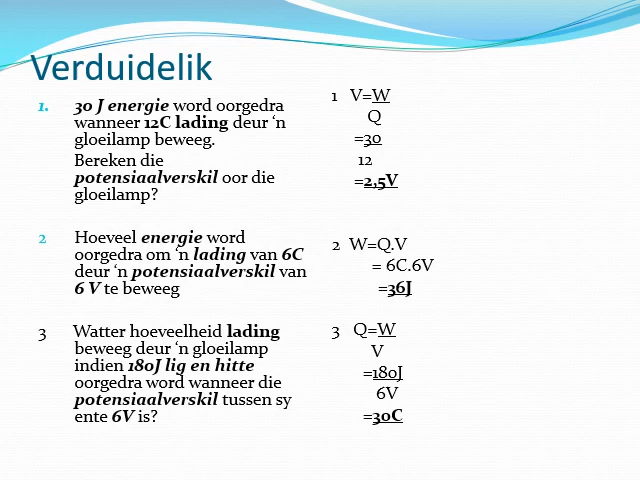 Verduidelik
1. 30 J energie word oorgedra
wanneer 12C lading deur ‘n
gloeilamp beweeg.
Bereken die
potensiaalverskil oor die
gloeilamp?
2 Hoeveel energie word
oorgedra om ‘n lading van 6C
deur ‘n potensiaalverskil van
6 V te beweeg
3 Watter hoeveelheid lading
beweeg deur ‘n gloeilamp
indien 180J lig en hitte
oorgedra word wanneer die
potensiaalverskil tussen sy
ente 6V is?
1 V=W
Q
=30
12
=2,5V
2 W=Q.V
= 6C.6V
=36J
3 Q=W
V
=180J
6V
=30C